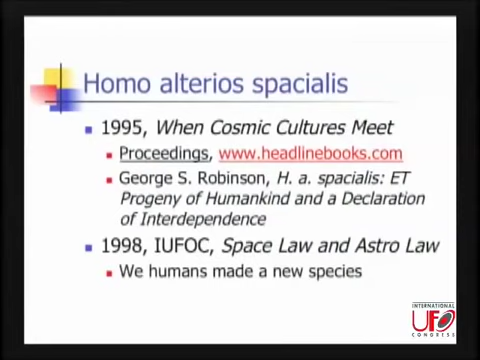 Homo alterios spacialis
1995, When Cosmic Cultures Meet
Proceedings, www.headlinebooks.com
George S. Robinson, H. a. spacialis: ET
Progeny of Humankind and a Declaration
of Interdependence
1998, IUFOC, Space Law and Astro Law
We humans made a new species
INTERNATIONAL
UFO
CONGRESS